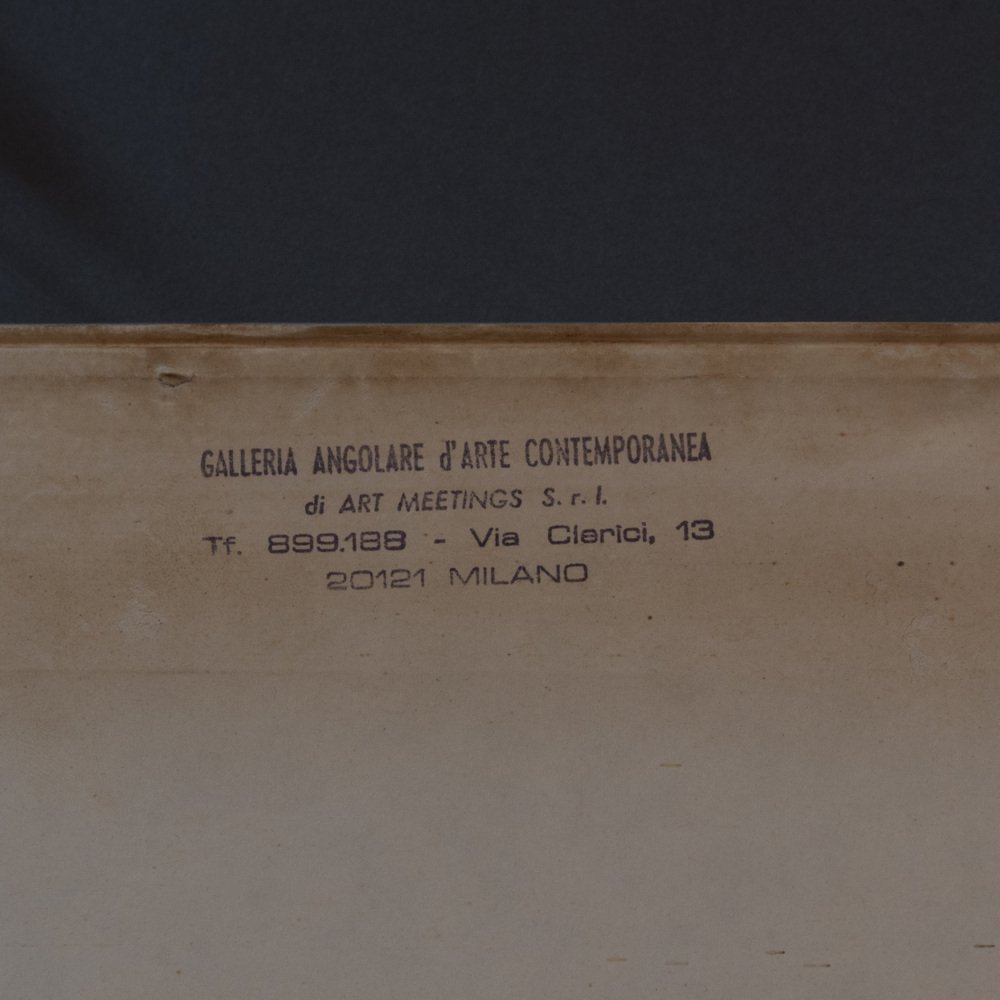 GALLERIA ANGOLARE d'ARTE CONTEMPORANEA
di ART MEETINGS S.r.l.
Tf. 899.188 - Via Clerici, 13
20121 MILANO